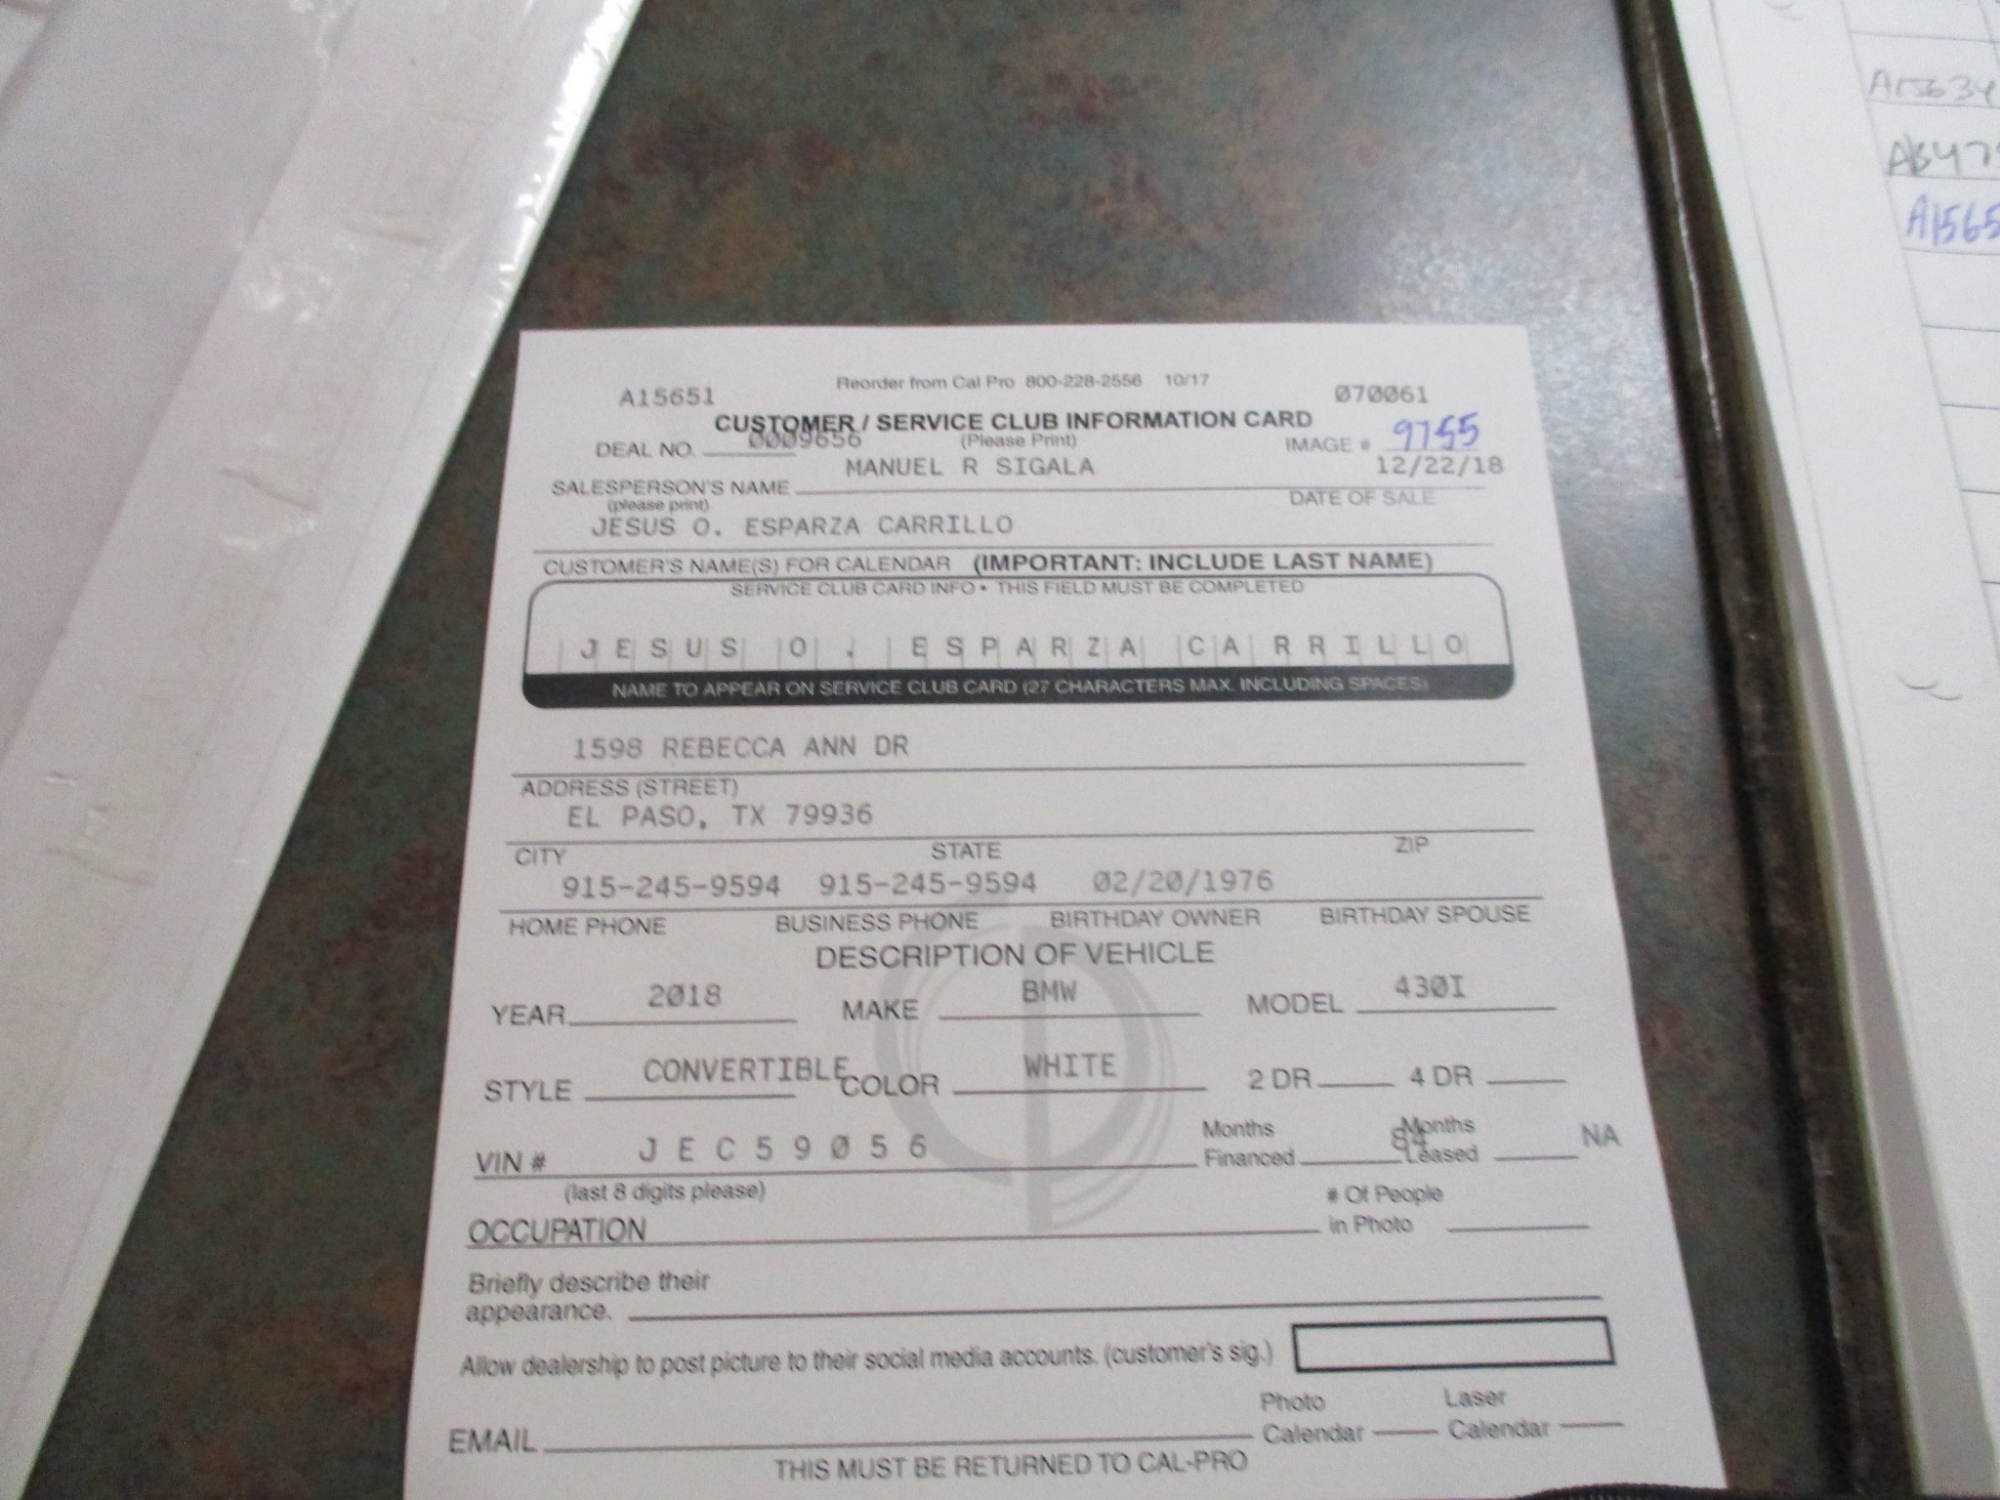 A15634
A15651
Reorder from Cal Pro 800-228-2556 10/17
070061
CUSTOMER / SERVICE CLUB INFORMATION CARD
DEAL NO. 0009656 (Please Print) IMAGE # 9755
MANUEL R SIGALA 12/22/18
SALESPERSON'S NAME DATE OF SALE
(please print)
JESUS O. ESPARZA CARRILLO
CUSTOMER'S NAME(S) FOR CALENDAR (IMPORTANT: INCLUDE LAST NAME)
SERVICE CLUB CARD INFO • THIS FIELD MUST BE COMPLETED
JESUS O. ESPARZA CARRILLO
NAME TO APPEAR ON SERVICE CLUB CARD (27 CHARACTERS MAX. INCLUDING SPACES)
1598 REBECCA ANN DR
ADDRESS (STREET)
EL PASO, TX 79936
CITY STATE ZIP
915-245-9594 915-245-9594 02/20/1976
HOME PHONE BUSINESS PHONE BIRTHDAY OWNER BIRTHDAY SPOUSE
DESCRIPTION OF VEHICLE
YEAR 2018 MAKE BMW MODEL 430I
STYLE CONVERTIBLE COLOR WHITE 2 DR 4 DR
VIN # JEC59056 Months Financed 84 Months Leased NA
(last 8 digits please)
OCCUPATION # Of People in Photo
Briefly describe their
appearance.
Allow dealership to post picture to their social media accounts. (customer's sig.)
EMAIL Photo Calendar Laser Calendar
THIS MUST BE RETURNED TO CAL-PRO